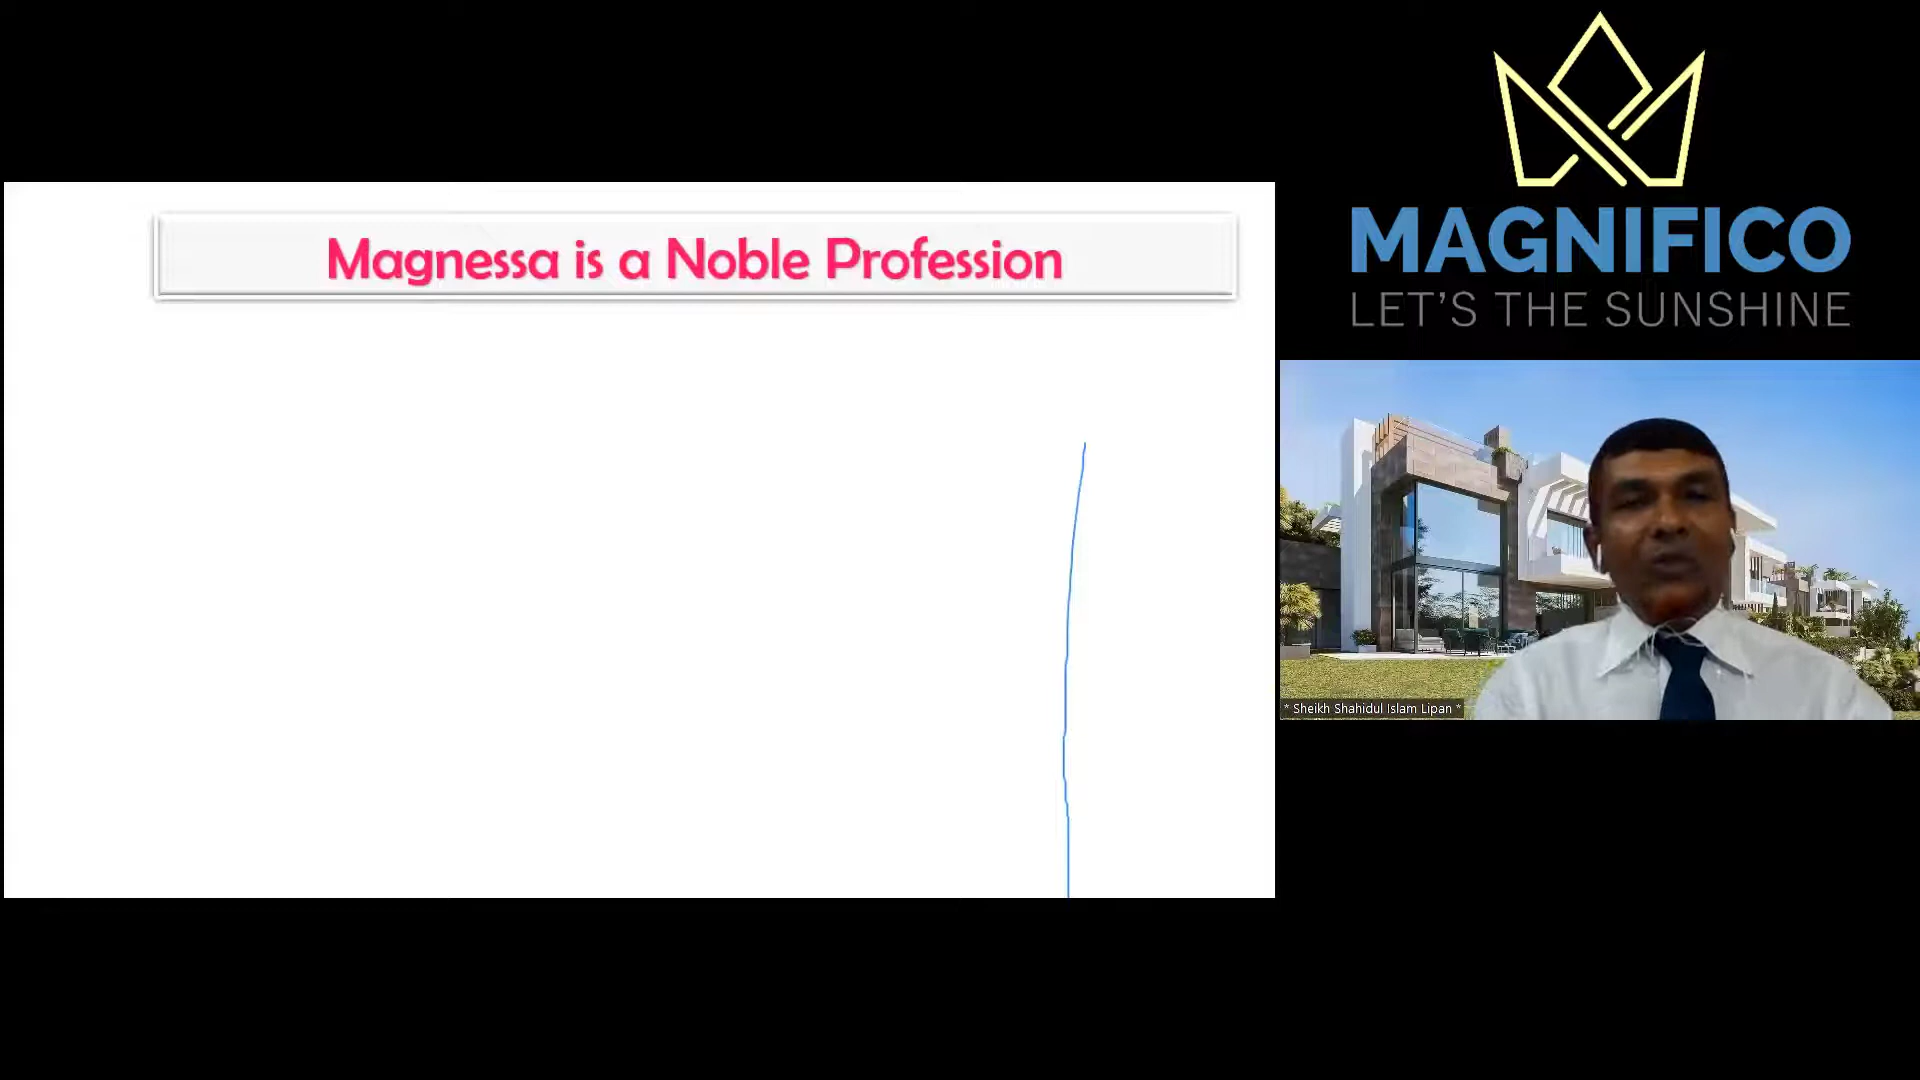 Magnessa is a Noble Profession
MAGNIFICO
LET'S THE SUNSHINE
* Sheikh Shahidul Islam Lipan *